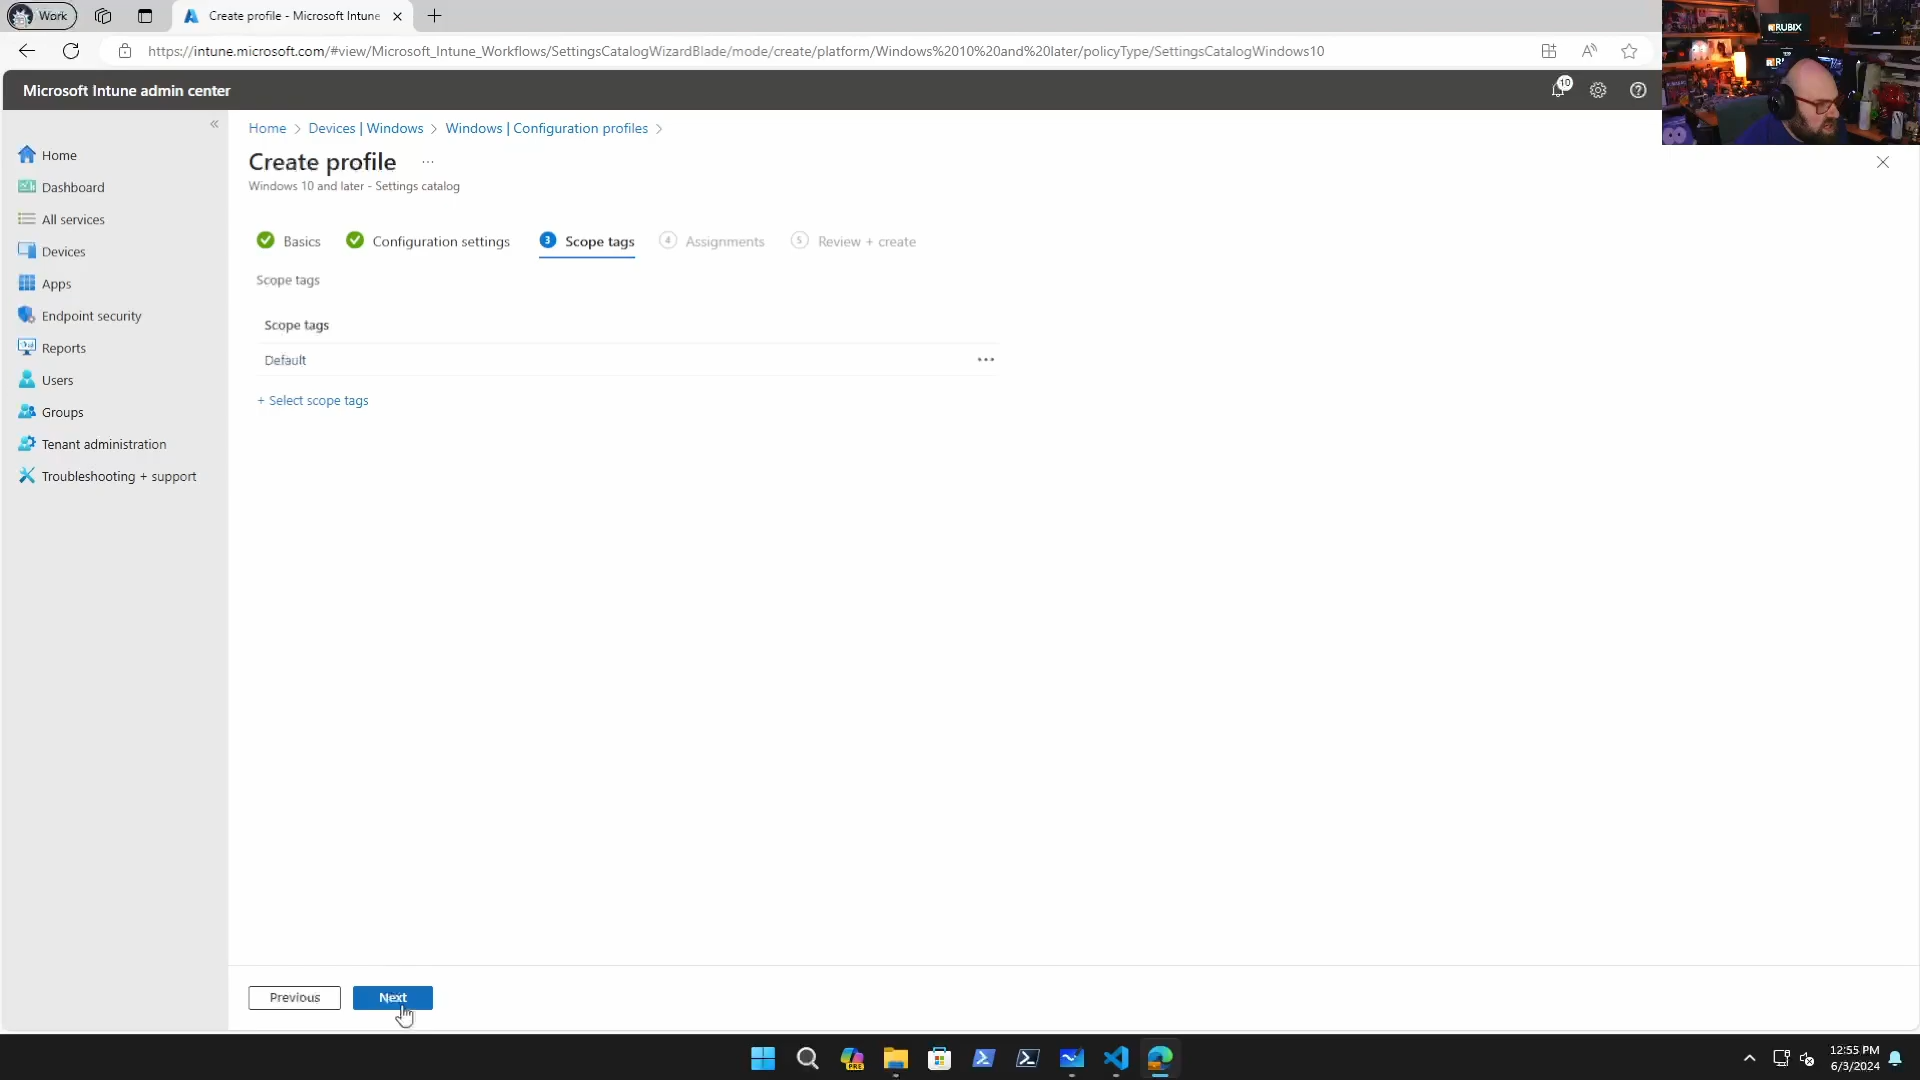 Work
Create profile - Microsoft Intune
https://intune.microsoft.com/#view/Microsoft_Intune_Workflows/SettingsCatalogWizardBlade/mode/create/platform/Windows%2010%20and%20later/policyType/SettingsCatalogWindows10
Microsoft Intune admin center
10
RUBIX
Home > Devices | Windows > Windows | Configuration profiles >
Create profile ...
Windows 10 and later - Settings catalog
Home
Dashboard
All services
Devices
Apps
Endpoint security
Reports
Users
Groups
Tenant administration
Troubleshooting + support
Basics Configuration settings 3 Scope tags 4 Assignments 5 Review + create
Scope tags
Scope tags
Default
+ Select scope tags
Previous Next
PRE
12:55 PM
6/3/2024